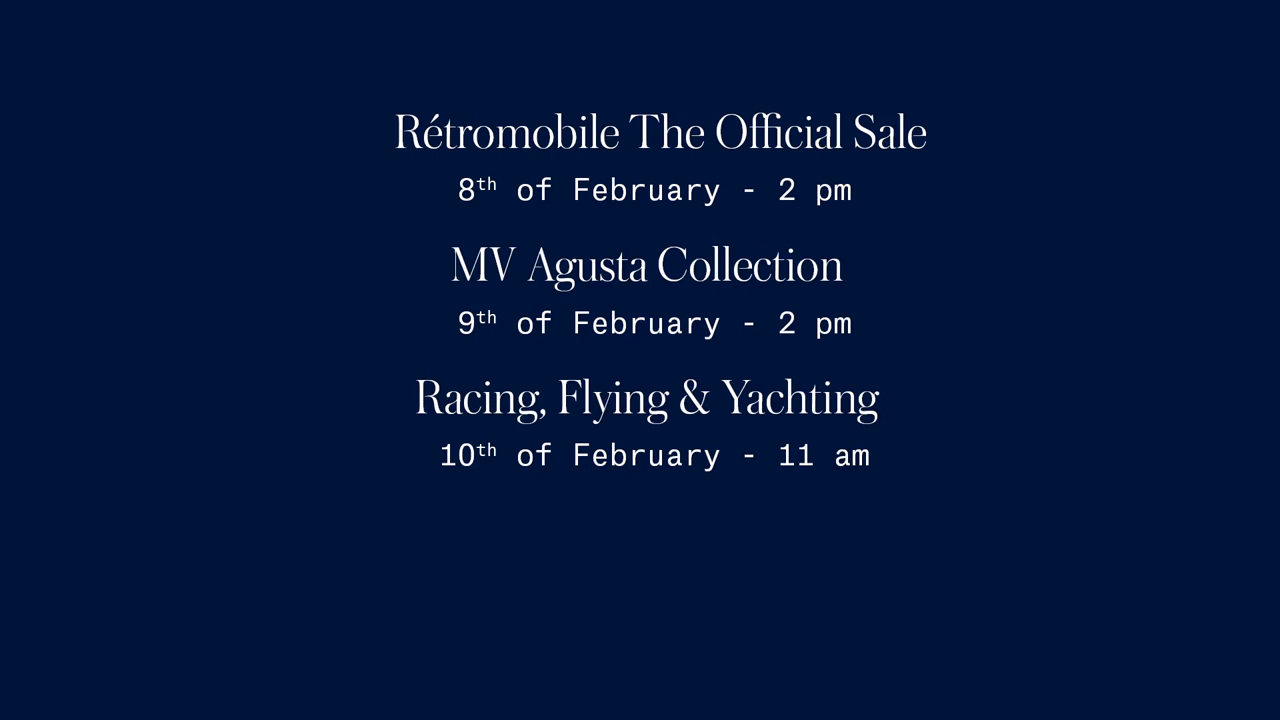 Rétromobile The Official Sale
8th of February - 2 pm
MV Agusta Collection
9th of February - 2 pm
Racing, Flying & Yachting
10th of February - 11 am